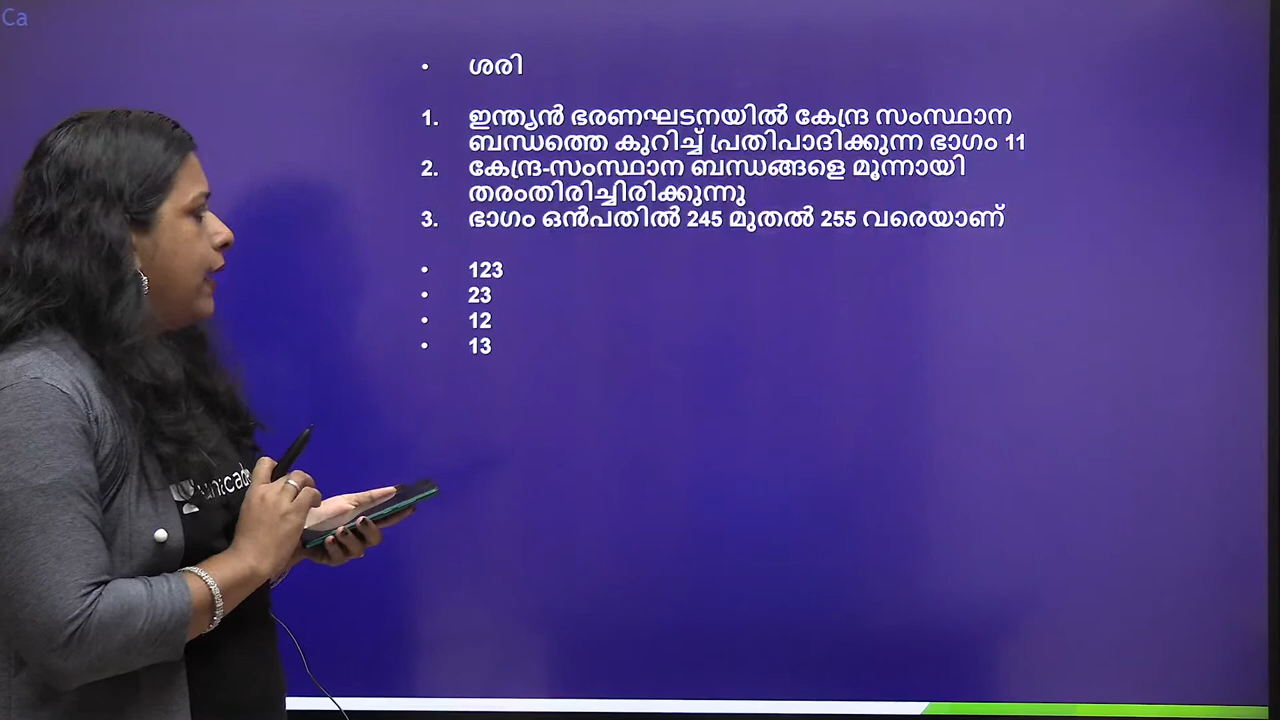 Ca
• ശരി
1. ഇന്ത്യൻ ഭരണഘടനയിൽ കേന്ദ്ര സംസ്ഥാന
ബന്ധത്തെ കുറിച്ച് പ്രതിപാദിക്കുന്ന ഭാഗം 11
2. കേന്ദ്ര-സംസ്ഥാന ബന്ധങ്ങളെ മൂന്നായി
തരംതിരിച്ചിരിക്കുന്നു
3. ഭാഗം ഒൻപതിൽ 245 മുതൽ 255 വരെയാണ്
• 123
• 23
• 12
• 13